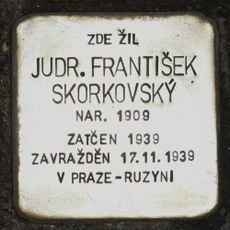 ZDE ŽIL
JUDR. FRANTIŠEK
SKORKOVSKÝ
NAR. 1909
ZATČEN 1939
ZAVRAŽDĚN 17.11.1939
V PRAZE-RUZYNI